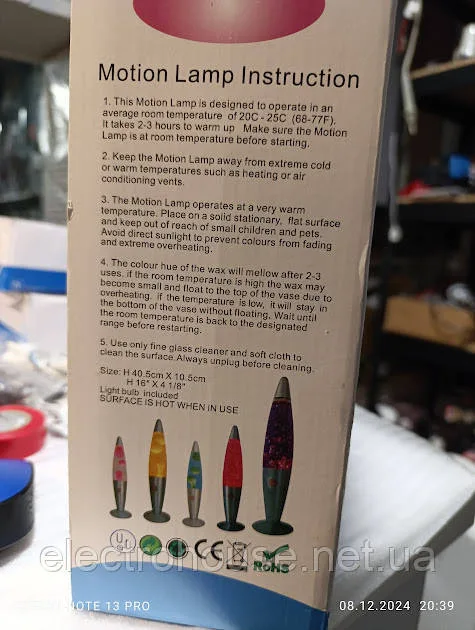 Motion Lamp Instruction
1. This Motion Lamp is designed to operate in an
average room temperature of 20C - 25C (68-77F).
It takes 2-3 hours to warm up Make sure the Motion
Lamp is at room temperature before starting.
2. Keep the Motion Lamp away from extreme cold
or warm temperatures such as heating or air
conditioning vents.
3. The Motion Lamp operates at a very warm
temperature. Place on a solid stationary, flat surface
and keep out of reach of small children and pets.
Avoid direct sunlight to prevent colours from fading
and extreme overheating.
4. The colour hue of the wax will mellow after 2-3
uses. if the room temperature is high the wax may
become small and float to the top of the vase due to
overheating. if the temperature is low, it will stay in
the bottom of the vase without floating. Wait until
the room temperature is back to the designated
range before restarting.
5. Use only fine glass cleaner and soft cloth to
clean the surface. Always unplug before cleaning.
Size: H 40.5cm X 10.5cm
H 16" X 4 1/8"
Light bulb included
SURFACE IS HOT WHEN IN USE
UL
CE
RoHS
electrohouse.net.ua
NOTE 13 PRO
08.12.2024 20:39